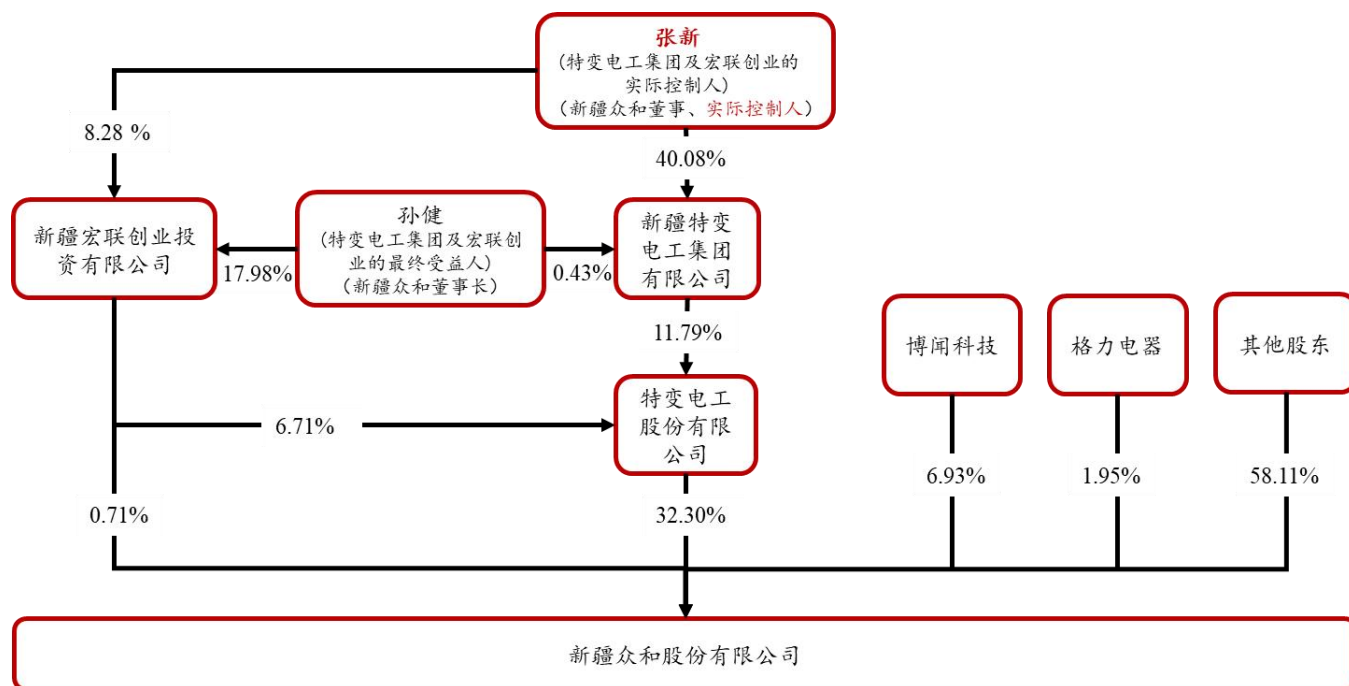 张新
（特变电工集团及宏联创业的
实际控制人）
（新疆众和董事、实际控制人）
8.28 %
40.08%
新疆宏联创业投
资有限公司
孙健
（特变电工集团及宏联创
业的最终受益人）
（新疆众和董事长）
新疆特变
电工集团
有限公司
17.98%
0.43%
11.79%
博闻科技
格力电器
其他股东
特变电工
股份有限
公司
6.71%
6.93%
1.95%
58.11%
0.71%
32.30%
新疆众和股份有限公司